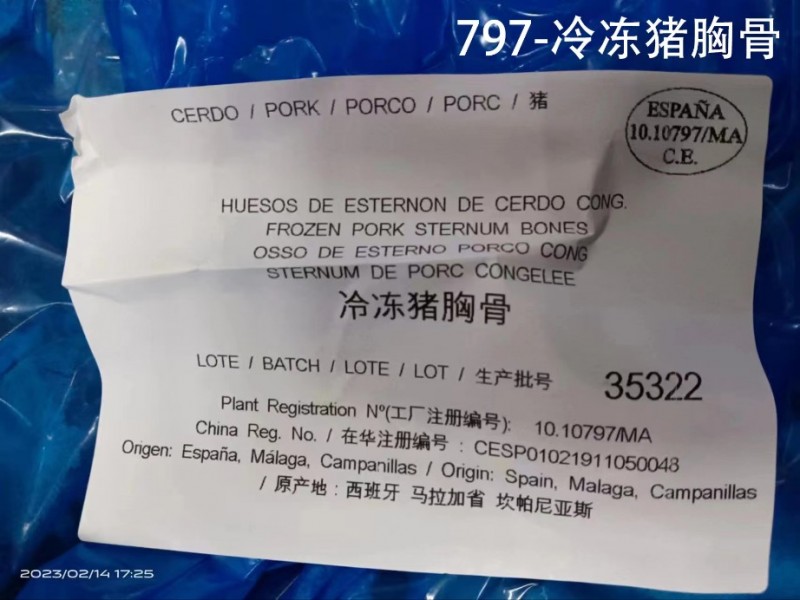 797-冷冻猪胸骨
CERDO / PORK / PORCO / PORC / 猪
ESPAÑA
10.10797/MA
C.E.
HUESOS DE ESTERNON DE CERDO CONG.
FROZEN PORK STERNUM BONES
OSSO DE ESTERNO PORCO CONG
STERNUM DE PORC CONGELEE
冷冻猪胸骨
LOTE / BATCH / LOTE / LOT / 生产批号 35322
Plant Registration Nº(工厂注册编号): 10.10797/MA
China Reg. No. / 在华注册编号 : CESP01021911050048
Origen: España, Málaga, Campanillas / Origin: Spain, Malaga, Campanillas
/ 原产地 : 西班牙 马拉加省 坎帕尼亚斯
2023/02/14 17:25